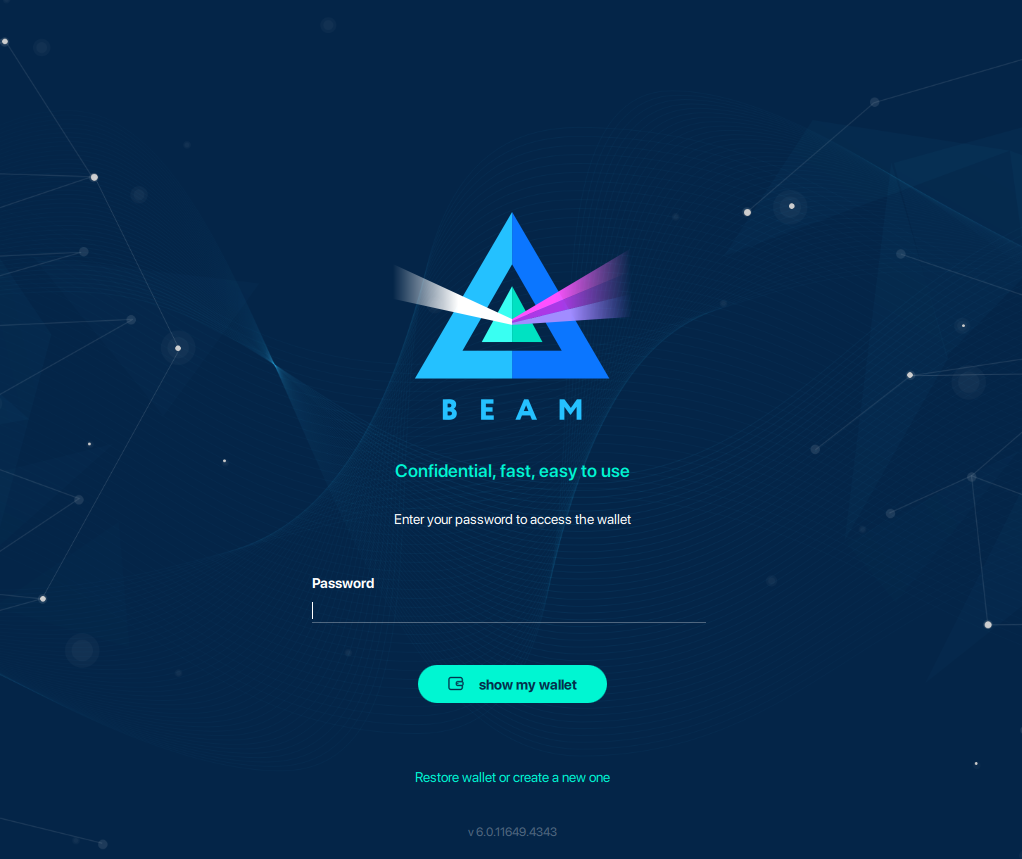 BEAM
Confidential, fast, easy to use
Enter your password to access the wallet
Password
show my wallet
Restore wallet or create a new one
v 6.0.11649.4343